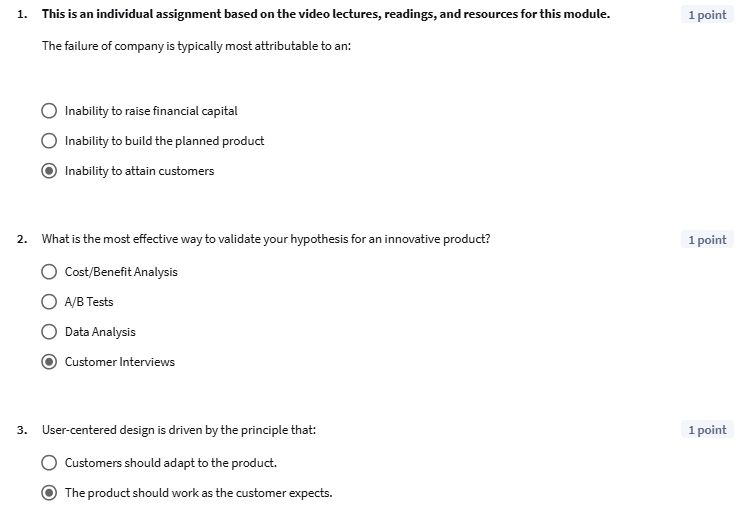 1. This is an individual assignment based on the video lectures, readings, and resources for this module. 1 point
The failure of company is typically most attributable to an:
Inability to raise financial capital
Inability to build the planned product
Inability to attain customers
2. What is the most effective way to validate your hypothesis for an innovative product? 1 point
Cost/Benefit Analysis
A/B Tests
Data Analysis
Customer Interviews
3. User-centered design is driven by the principle that: 1 point
Customers should adapt to the product.
The product should work as the customer expects.